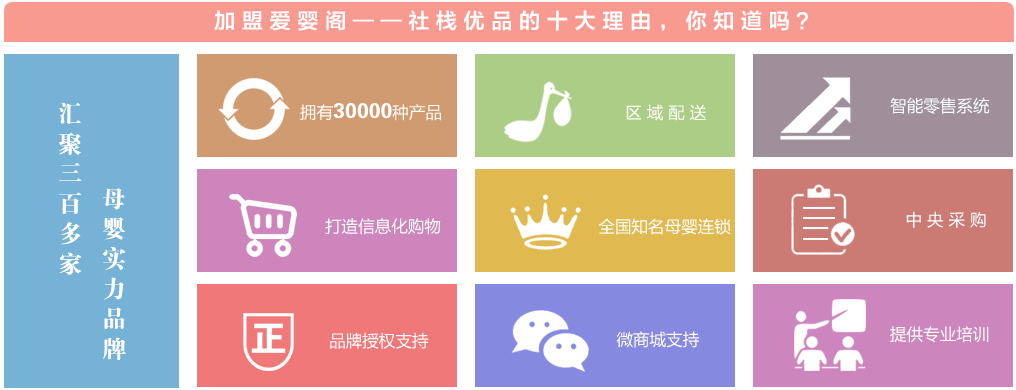 加盟爱婴阁——社栈优品的十大理由，你知道吗？
汇聚三百多家
母婴实力品牌
拥有30000种产品
区域配送
智能零售系统
打造信息化购物
全国知名母婴连锁
中央采购
正
品牌授权支持
微商城支持
提供专业培训